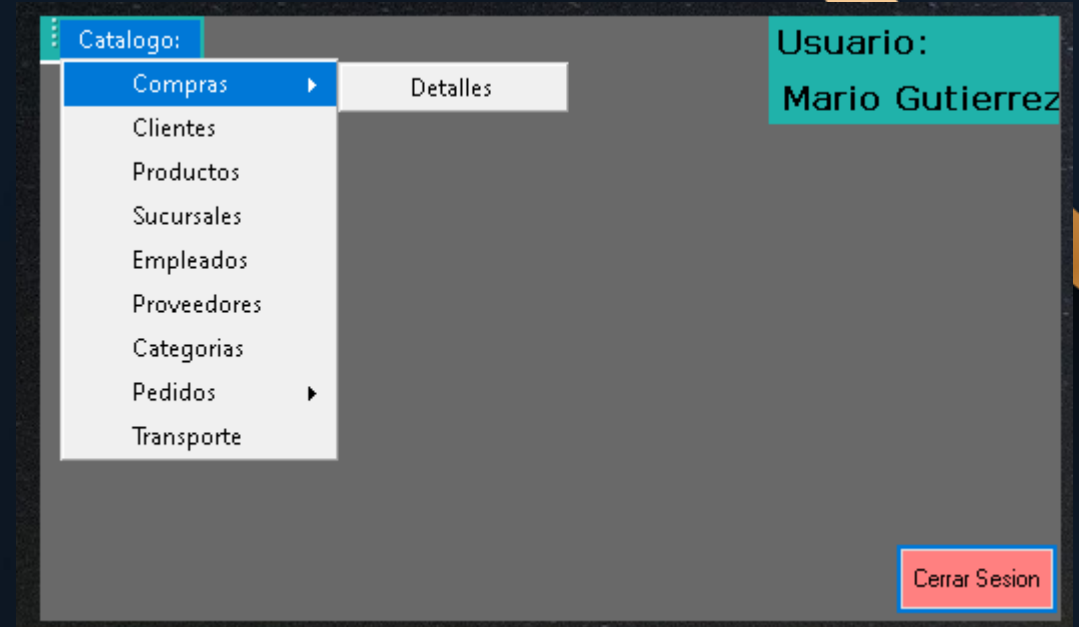 Catalogo:
Usuario:
Mario Gutierrez
Compras
Detalles
Clientes
Productos
Sucursales
Empleados
Proveedores
Categorias
Pedidos
Transporte
Cerrar Sesion